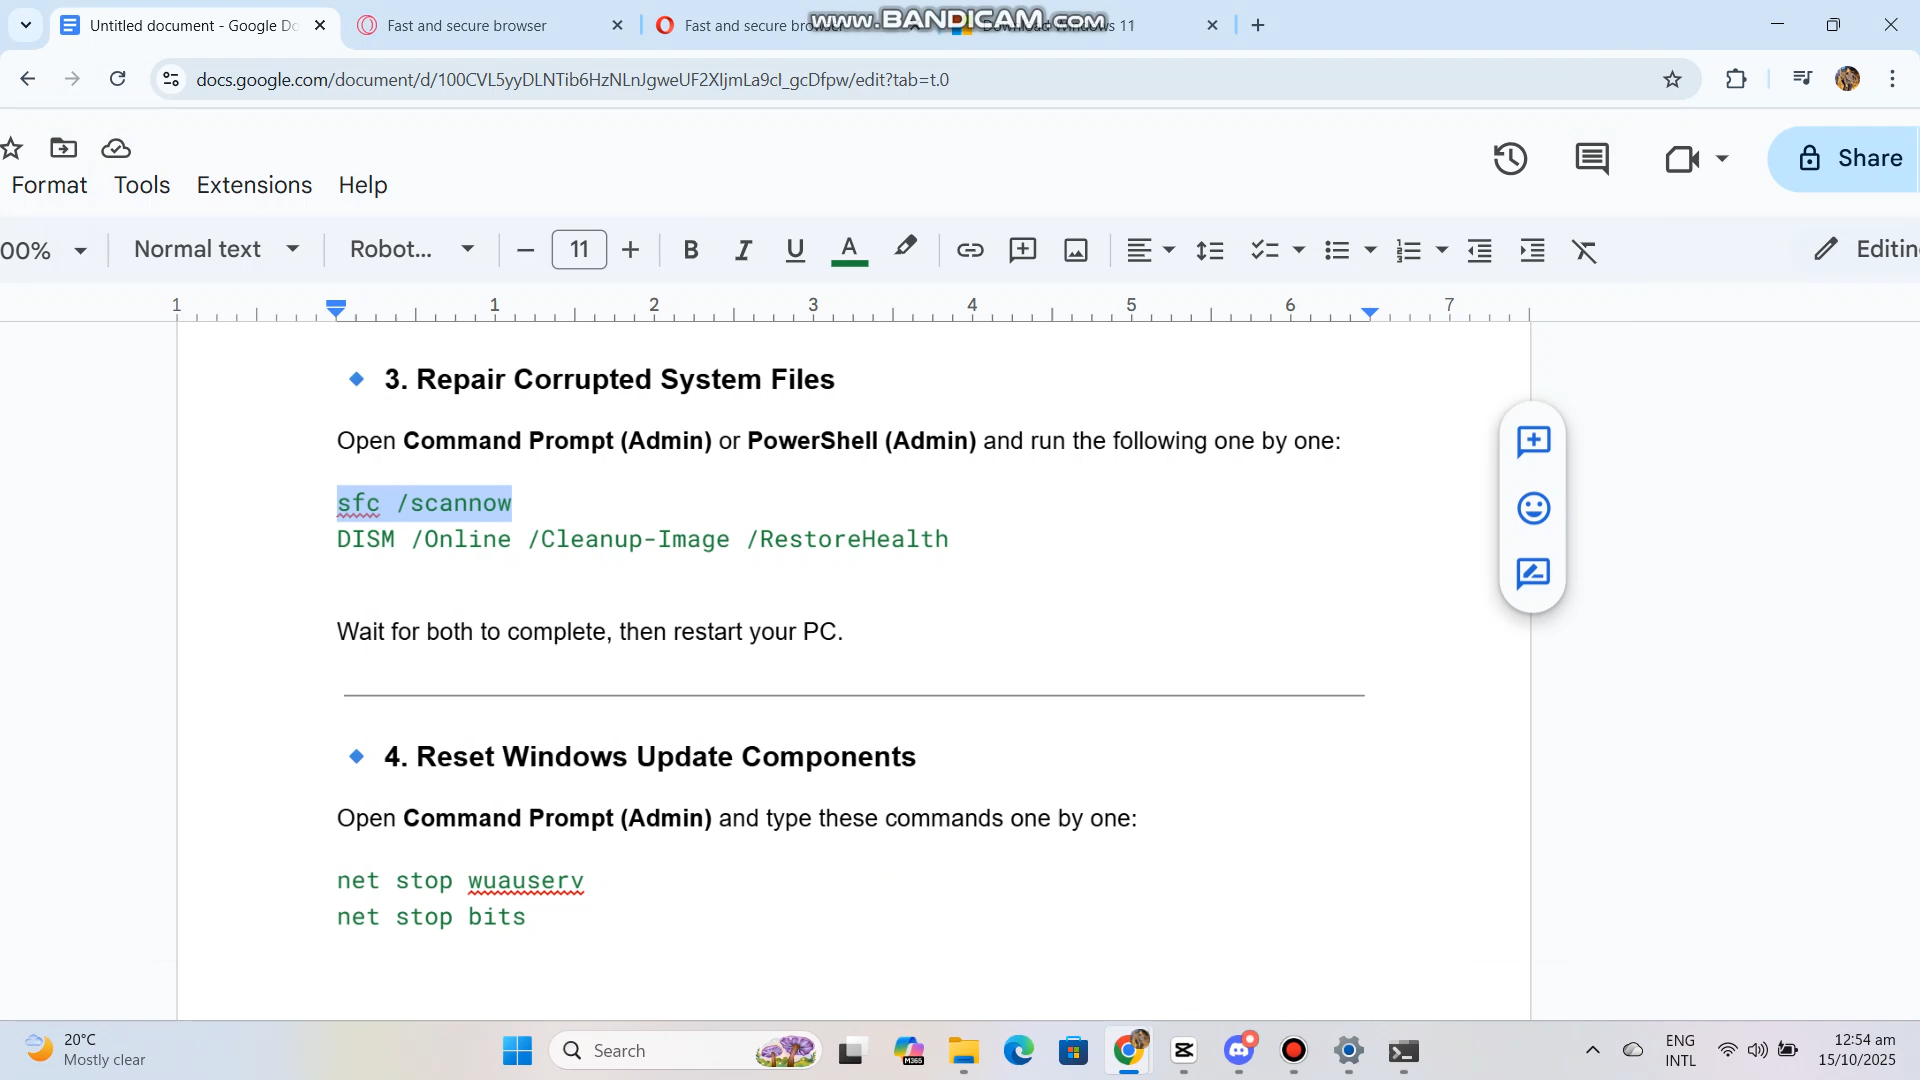 Untitled document - Google Do
Fast and secure browser
Fast and secure browser
www.BANDICAM.com
Download Windows 11
docs.google.com/document/d/100CVL5yyDLNTib6HzNLnJgweUF2XIjmLa9cI_gcDfpw/edit?tab=t.0
Format Tools Extensions Help
Share
00% Normal text Robot... 11 Editin
1 1 2 3 4 5 6 7
3. Repair Corrupted System Files
Open Command Prompt (Admin) or PowerShell (Admin) and run the following one by one:
sfc /scannow
DISM /Online /Cleanup-Image /RestoreHealth
Wait for both to complete, then restart your PC.
4. Reset Windows Update Components
Open Command Prompt (Admin) and type these commands one by one:
net stop wuauserv
net stop bits
20°C
Mostly clear
Search
M365
ENG
INTL
12:54 am
15/10/2025